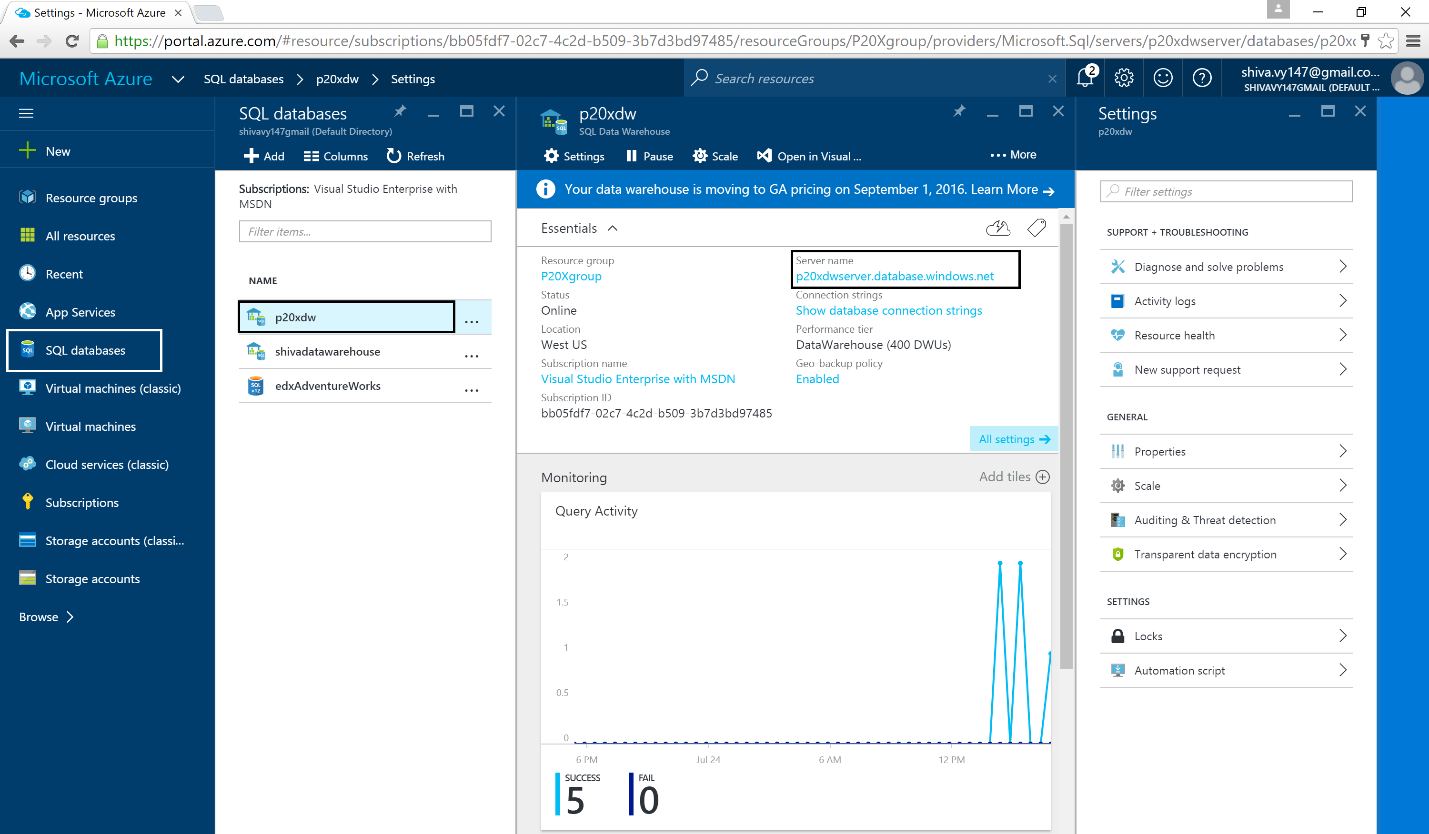 Settings - Microsoft Azure
https://portal.azure.com/#resource/subscriptions/bb05fdf7-02c7-4c2d-b509-3b7d3bd97485/resourceGroups/P20Xgroup/providers/Microsoft.Sql/servers/p20xdwserver/databases/p20x
Microsoft Azure
SQL databases > p20xdw > Settings
Search resources
2
shiva.vy147@gmail.co...
SHIVAVY147GMAIL (DEFAULT ...
New
Resource groups
All resources
Recent
App Services
SQL databases
Virtual machines (classic)
Virtual machines
Cloud services (classic)
Subscriptions
Storage accounts (classi...
Storage accounts
Browse >
SQL databases
shivavy147gmail (Default Directory)
Add Columns Refresh
Subscriptions: Visual Studio Enterprise with
MSDN
Filter items...
NAME
p20xdw ...
shivadatawarehouse ...
edxAdventureWorks ...
p20xdw
SQL Data Warehouse
Settings Pause Scale Open in Visual ... ... More
Your data warehouse is moving to GA pricing on September 1, 2016. Learn More →
Essentials
Resource group
P20Xgroup
Status
Online
Location
West US
Subscription name
Visual Studio Enterprise with MSDN
Subscription ID
bb05fdf7-02c7-4c2d-b509-3b7d3bd97485
Server name
p20xdwserver.database.windows.net
Connection strings
Show database connection strings
Performance tier
DataWarehouse (400 DWUs)
Geo-backup policy
Enabled
All settings →
Monitoring
Add tiles
Query Activity
2
1.5
1
0.5
0
6 PM Jul 24 6 AM 12 PM
SUCCESS
5
FAIL
0
Settings
p20xdw
Filter settings
SUPPORT + TROUBLESHOOTING
Diagnose and solve problems
Activity logs
Resource health
New support request
GENERAL
Properties
Scale
Auditing & Threat detection
Transparent data encryption
SETTINGS
Locks
Automation script